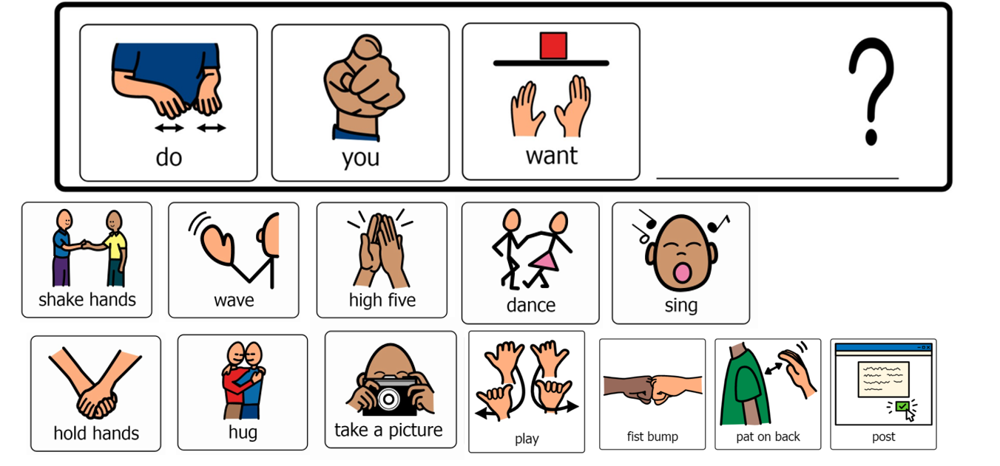 do you want ?
shake hands wave high five dance sing
hold hands hug take a picture play fist bump pat on back post